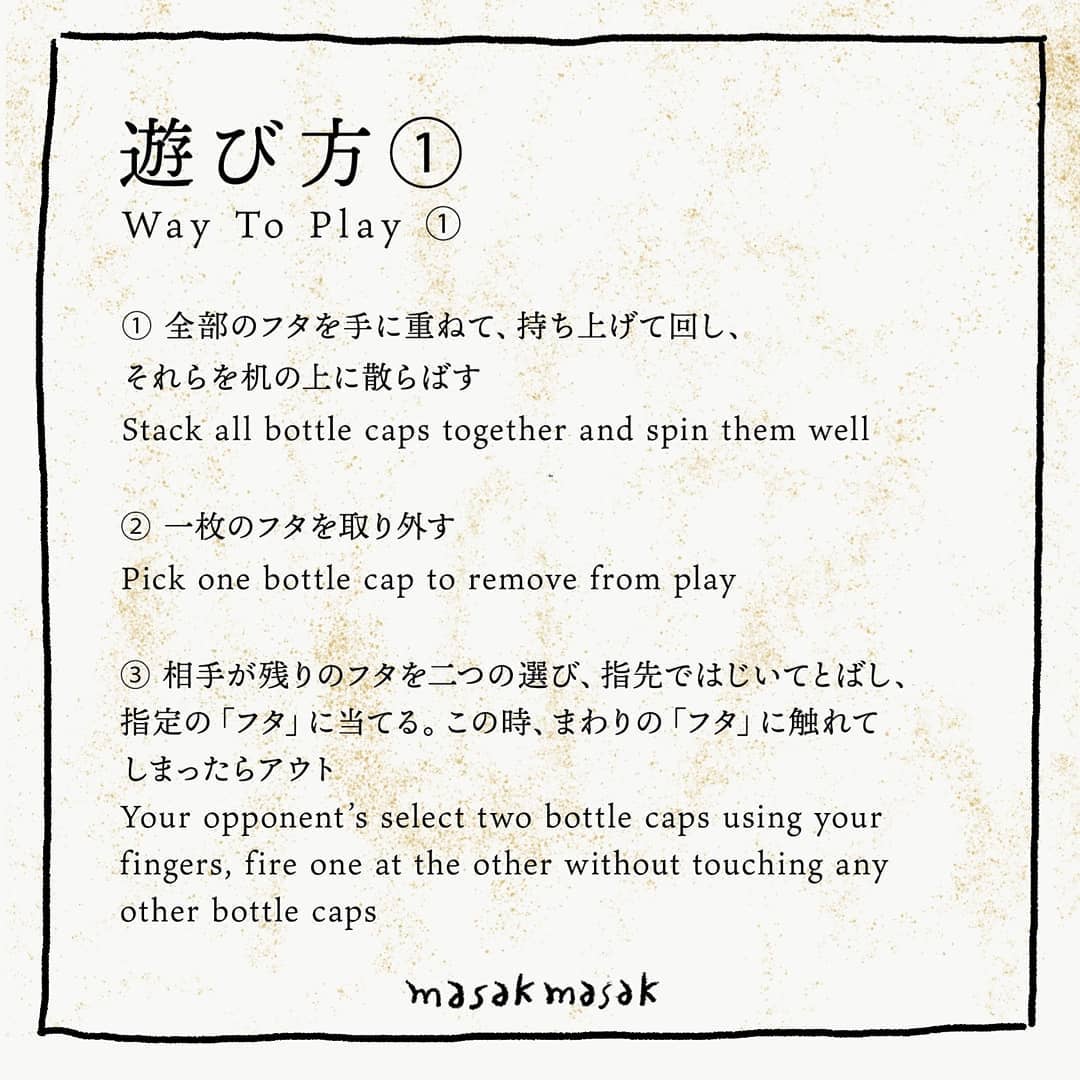 遊び方①
Way To Play ①
① 全部のフタを手に重ねて、持ち上げて回し、
それらを机の上に散らばす
Stack all bottle caps together and spin them well
② 一枚のフタを取り外す
Pick one bottle cap to remove from play
③ 相手が残りのフタを二つの選び、指先ではじいてとばし、
指定の「フタ」に当てる。この時、まわりの「フタ」に触れて
しまったらアウト
Your opponent’s select two bottle caps using your
fingers, fire one at the other without touching any
other bottle caps
masak masak